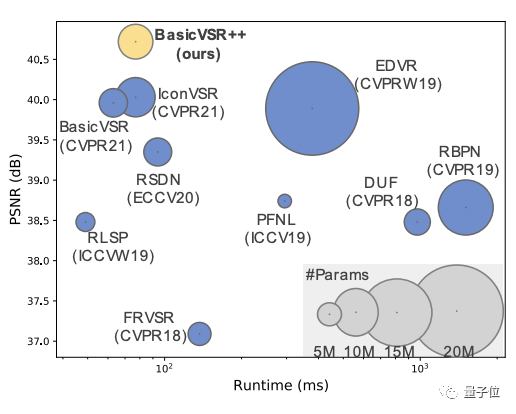 BasicVSR++
(ours)
40,5
EDVR
(CVPRW19)
IconVSR
(CVPR21)
40,0
BasicVSR
(CVPR21)
39,5
RBPN
(CVPR19)
RSDN
(ECCV20)
39,0
DUF
(CVPR18)
PFNL
(ICCV19)
38,5
RLSP
(ICCVW19)
38,0
#Params
37,5
FRVSR
(CVPR18)
5M 10M 15M 20M
37,0
PSNR (dB)
10²
10³
Runtime (ms)
量子位